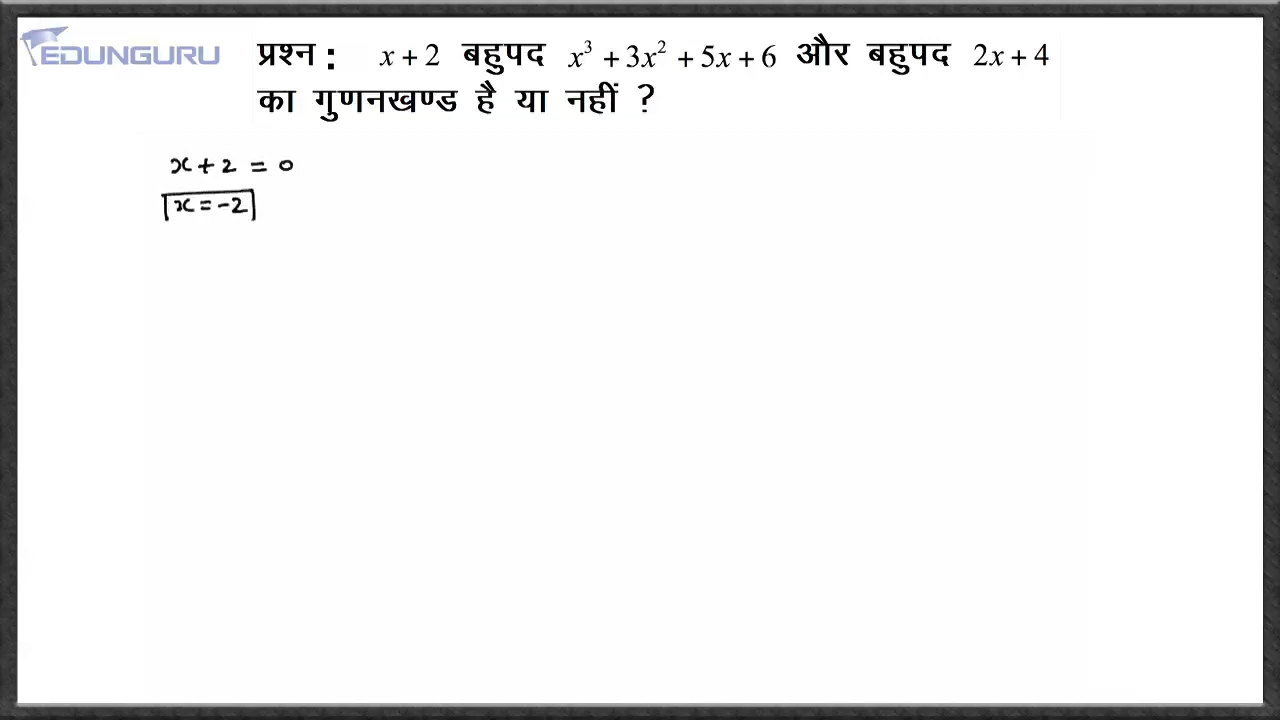 EDUNGURU
प्रश्न : x + 2 बहुपद x³ + 3x² + 5x + 6 और बहुपद 2x + 4
का गुणनखण्ड है या नहीं ?
x + 2 = 0
x = -2